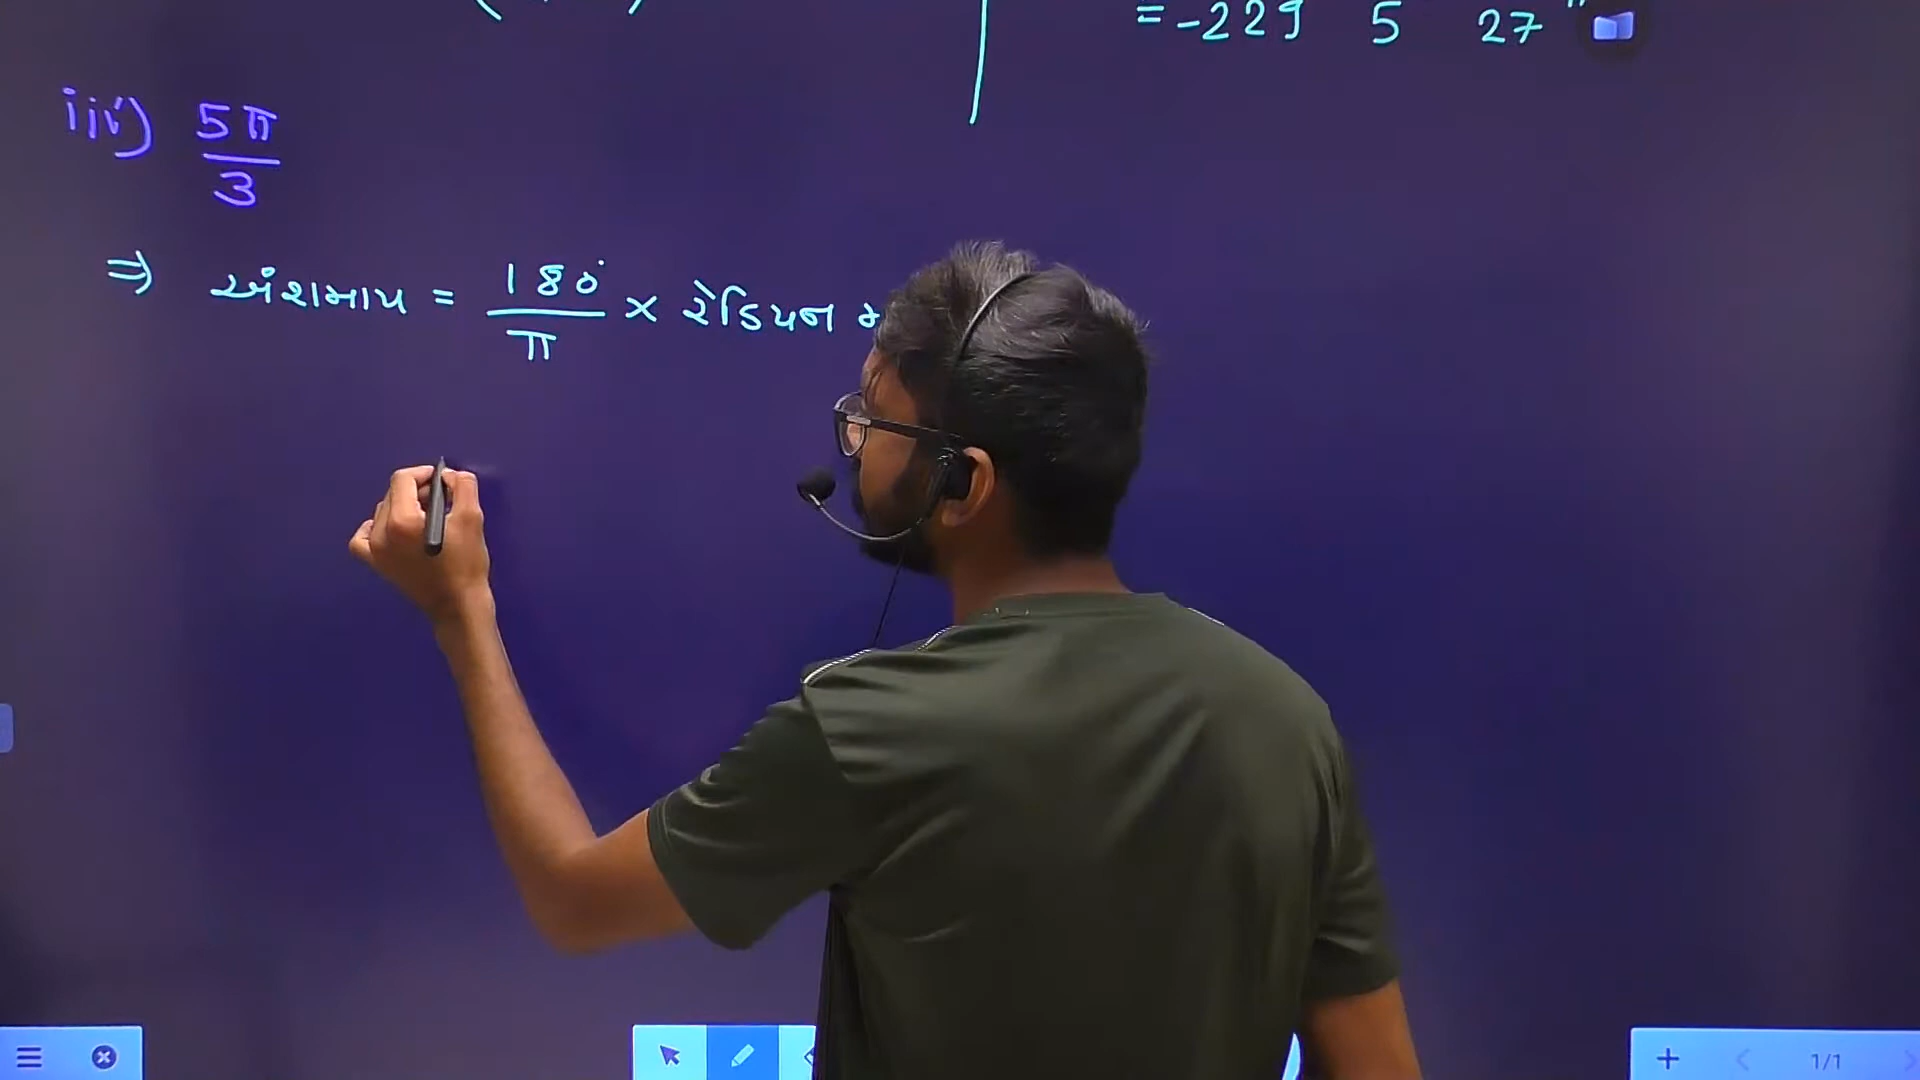 = -229 5 27"
iii) 5π/3
⇒ અંશમાપ = 180°/π × રેડિયન
1/1